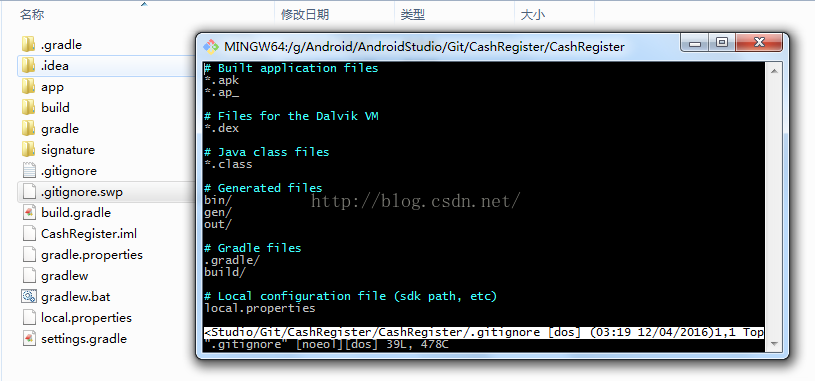 名称 修改日期 类型 大小
.gradle
.idea
app
build
gradle
signature
.gitignore
.gitignore.swp
build.gradle
CashRegister.iml
gradle.properties
gradlew
gradlew.bat
local.properties
settings.gradle
MINGW64:/g/Android/AndroidStudio/Git/CashRegister/CashRegister
# Built application files
*.apk
*.ap_
# Files for the Dalvik VM
*.dex
# Java class files
*.class
# Generated files
bin/
gen/
out/
# Gradle files
.gradle/
build/
# Local configuration file (sdk path, etc)
local.properties
<Studio/Git/CashRegister/CashRegister/.gitignore [dos] (03:19 12/04/2016)1,1 Top
".gitignore" [noeol][dos] 39L, 478C
http://blog.csdn.net/